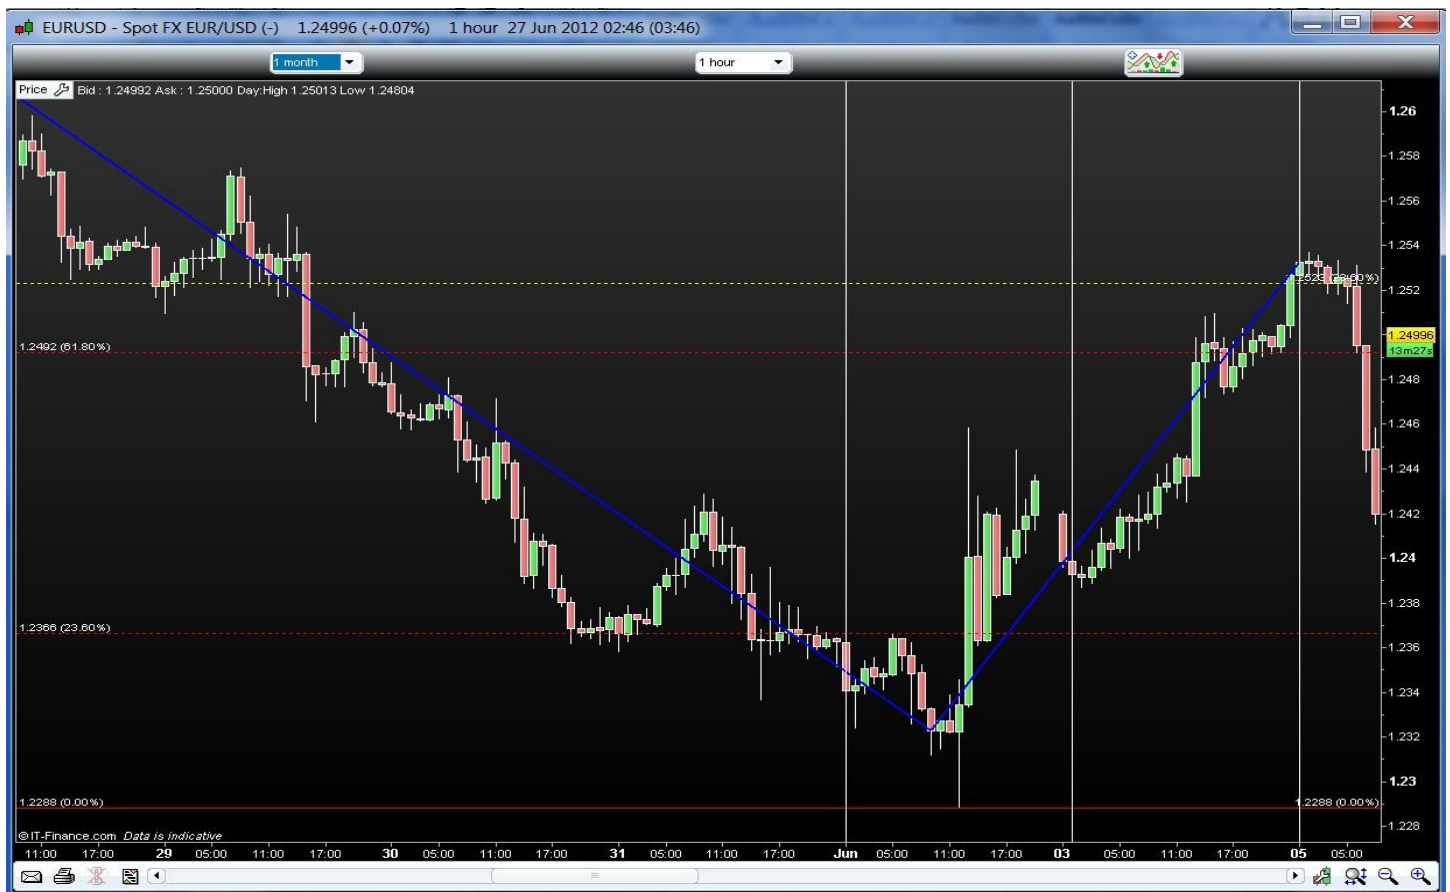 EURUSD - Spot FX EUR/USD (-) 1.24996 (+0.07%) 1 hour 27 Jun 2012 02:46 (03:46)
1 month 1 hour
Price Bid : 1.24992 Ask : 1.25000 Day:High 1.25013 Low 1.24804
1.26
1.258
1.256
1.254
1.2523 (23.60%)
1.252
1.24996
1.2492 (61.80%)
13m27s
1.248
1.246
1.244
1.242
1.24
1.238
1.2366 (23.60%)
1.236
1.234
1.232
1.23
1.2288 (0.00%) 1.2288 (0.00%)
1.228
© IT-Finance.com Data is indicative
11:00 17:00 29 05:00 11:00 17:00 30 05:00 11:00 17:00 31 05:00 11:00 17:00 Jun 05:00 11:00 17:00 03 05:00 11:00 17:00 05 05:00